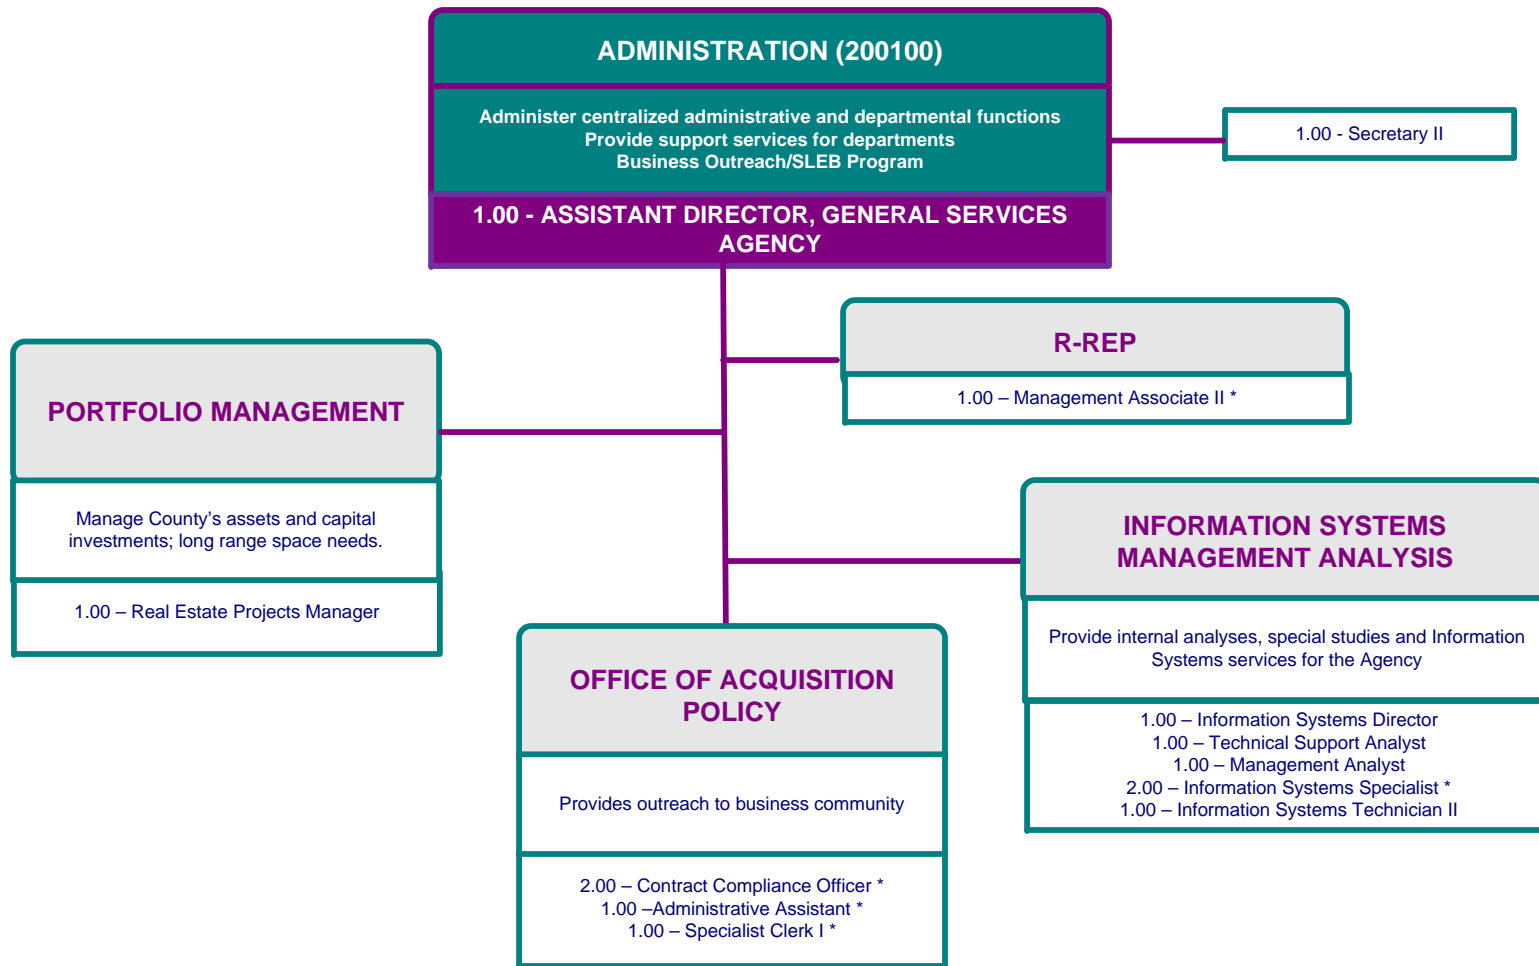 ADMINISTRATION (200100)
Administer centralized administrative and departmental functions
Provide support services for departments
Business Outreach/SLEB Program
1.00 - ASSISTANT DIRECTOR, GENERAL SERVICES
AGENCY
1.00 - Secretary II
R-REP
1.00 – Management Associate II *
PORTFOLIO MANAGEMENT
Manage County’s assets and capital
investments; long range space needs.
1.00 – Real Estate Projects Manager
INFORMATION SYSTEMS
MANAGEMENT ANALYSIS
Provide internal analyses, special studies and Information
Systems services for the Agency
1.00 – Information Systems Director
1.00 – Technical Support Analyst
1.00 – Management Analyst
2.00 – Information Systems Specialist *
1.00 – Information Systems Technician II
OFFICE OF ACQUISITION
POLICY
Provides outreach to business community
2.00 – Contract Compliance Officer *
1.00 –Administrative Assistant *
1.00 – Specialist Clerk I *